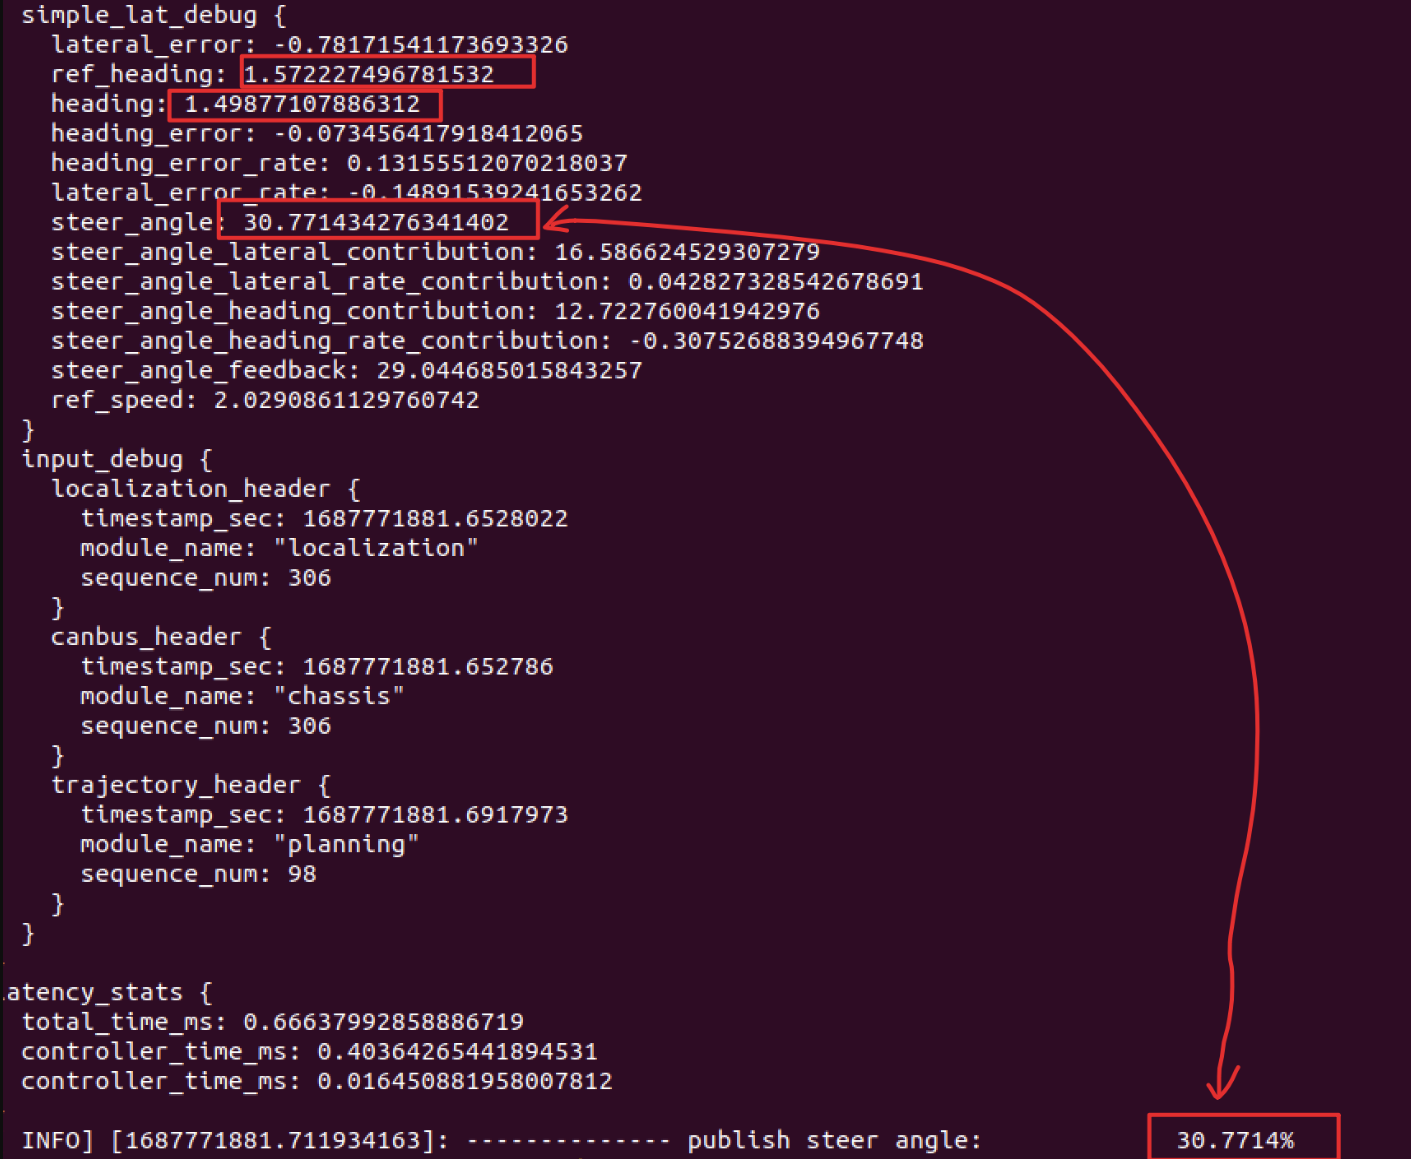 simple_lat_debug {
lateral_error: -0.78171541173693326
ref_heading: 1.572227496781532
heading: 1.49877107886312
heading_error: -0.073456417918412065
heading_error_rate: 0.13155512070218037
lateral_error_rate: -0.14891539241653262
steer_angle: 30.771434276341402
steer_angle_lateral_contribution: 16.586624529307279
steer_angle_lateral_rate_contribution: 0.042827328542678691
steer_angle_heading_contribution: 12.722760041942976
steer_angle_heading_rate_contribution: -0.30752688394967748
steer_angle_feedback: 29.044685015843257
ref_speed: 2.0290861129760742
}
input_debug {
localization_header {
timestamp_sec: 1687771881.6528022
module_name: "localization"
sequence_num: 306
}
canbus_header {
timestamp_sec: 1687771881.652786
module_name: "chassis"
sequence_num: 306
}
trajectory_header {
timestamp_sec: 1687771881.6917973
module_name: "planning"
sequence_num: 98
}
}
atency_stats {
total_time_ms: 0.66637992858886719
controller_time_ms: 0.40364265441894531
controller_time_ms: 0.016450881958007812
INFO] [1687771881.711934163]: -------------- publish steer angle: 30.7714%